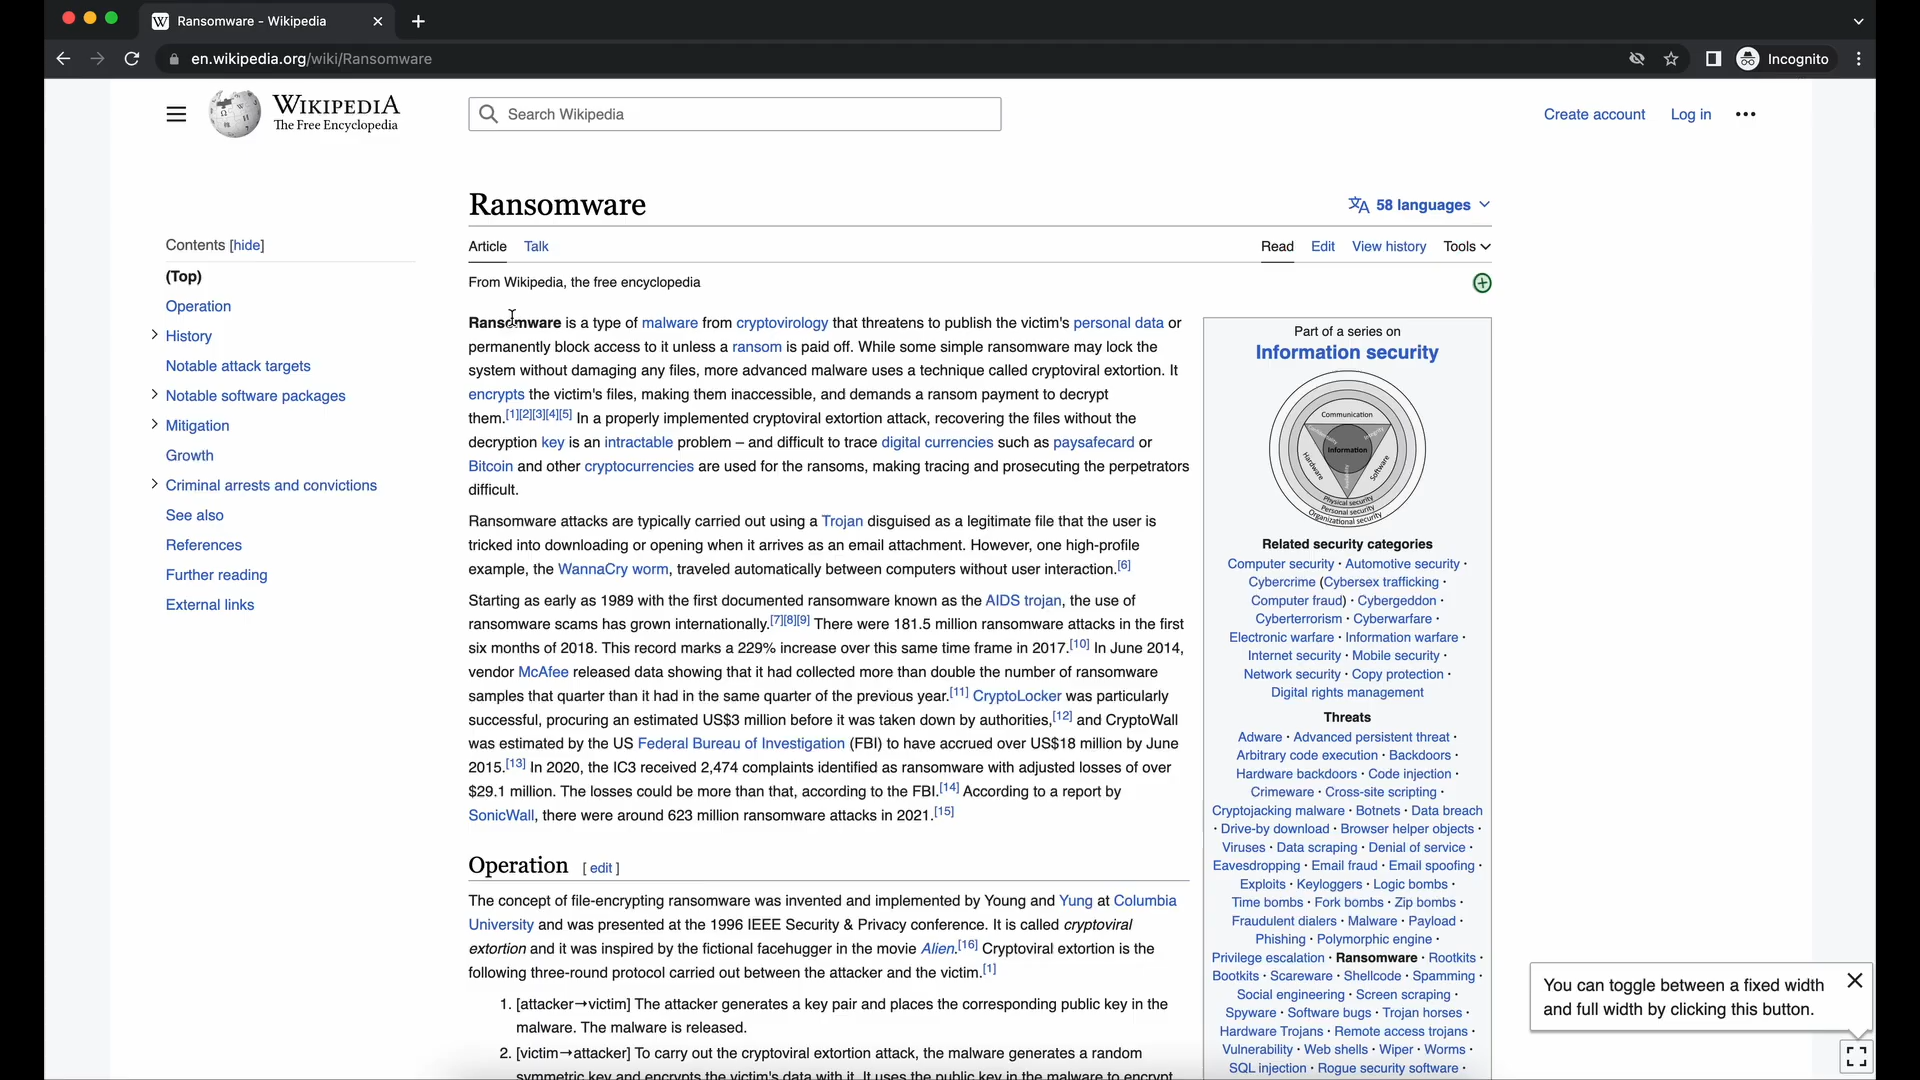 Ransomware - Wikipedia
en.wikipedia.org/wiki/Ransomware
Incognito
WIKIPEDIA
The Free Encyclopedia
Search Wikipedia
Create account
Log in
Ransomware
58 languages
Contents [hide]
(Top)
Operation
History
Notable attack targets
Notable software packages
Mitigation
Growth
Criminal arrests and convictions
See also
References
Further reading
External links
Article Talk
Read Edit View history Tools
From Wikipedia, the free encyclopedia
Ransomware is a type of malware from cryptovirology that threatens to publish the victim's personal data or
permanently block access to it unless a ransom is paid off. While some simple ransomware may lock the
system without damaging any files, more advanced malware uses a technique called cryptoviral extortion. It
encrypts the victim's files, making them inaccessible, and demands a ransom payment to decrypt
them.[1][2][3][4][5] In a properly implemented cryptoviral extortion attack, recovering the files without the
decryption key is an intractable problem – and difficult to trace digital currencies such as paysafecard or
Bitcoin and other cryptocurrencies are used for the ransoms, making tracing and prosecuting the perpetrators
difficult.
Ransomware attacks are typically carried out using a Trojan disguised as a legitimate file that the user is
tricked into downloading or opening when it arrives as an email attachment. However, one high-profile
example, the WannaCry worm, traveled automatically between computers without user interaction.[6]
Starting as early as 1989 with the first documented ransomware known as the AIDS trojan, the use of
ransomware scams has grown internationally.[7][8][9] There were 181.5 million ransomware attacks in the first
six months of 2018. This record marks a 229% increase over this same time frame in 2017.[10] In June 2014,
vendor McAfee released data showing that it had collected more than double the number of ransomware
samples that quarter than it had in the same quarter of the previous year.[11] CryptoLocker was particularly
successful, procuring an estimated US$3 million before it was taken down by authorities,[12] and CryptoWall
was estimated by the US Federal Bureau of Investigation (FBI) to have accrued over US$18 million by June
2015.[13] In 2020, the IC3 received 2,474 complaints identified as ransomware with adjusted losses of over
$29.1 million. The losses could be more than that, according to the FBI.[14] According to a report by
SonicWall, there were around 623 million ransomware attacks in 2021.[15]
Operation [ edit ]
The concept of file-encrypting ransomware was invented and implemented by Young and Yung at Columbia
University and was presented at the 1996 IEEE Security & Privacy conference. It is called cryptoviral
extortion and it was inspired by the fictional facehugger in the movie Alien.[16] Cryptoviral extortion is the
following three-round protocol carried out between the attacker and the victim.[1]
1. [attacker→victim] The attacker generates a key pair and places the corresponding public key in the
malware. The malware is released.
2. [victim→attacker] To carry out the cryptoviral extortion attack, the malware generates a random
symmetric key and encrypts the victim's data with it. It uses the public key in the malware to encrypt
Part of a series on
Information security
Communication
Information
Hardware
Software
Physical security
Personal security
Organizational security
Related security categories
Computer security · Automotive security ·
Cybercrime (Cybersex trafficking ·
Computer fraud) · Cybergeddon ·
Cyberterrorism · Cyberwarfare ·
Electronic warfare · Information warfare ·
Internet security · Mobile security ·
Network security · Copy protection ·
Digital rights management
Threats
Adware · Advanced persistent threat ·
Arbitrary code execution · Backdoors ·
Hardware backdoors · Code injection ·
Crimeware · Cross-site scripting ·
Cryptojacking malware · Botnets · Data breach
· Drive-by download · Browser helper objects ·
Viruses · Data scraping · Denial of service ·
Eavesdropping · Email fraud · Email spoofing ·
Exploits · Keyloggers · Logic bombs ·
Time bombs · Fork bombs · Zip bombs ·
Fraudulent dialers · Malware · Payload ·
Phishing · Polymorphic engine ·
Privilege escalation · Ransomware · Rootkits ·
Bootkits · Scareware · Shellcode · Spamming ·
Social engineering · Screen scraping ·
Spyware · Software bugs · Trojan horses ·
Hardware Trojans · Remote access trojans ·
Vulnerability · Web shells · Wiper · Worms ·
SQL injection · Rogue security software ·
You can toggle between a fixed width
and full width by clicking this button.